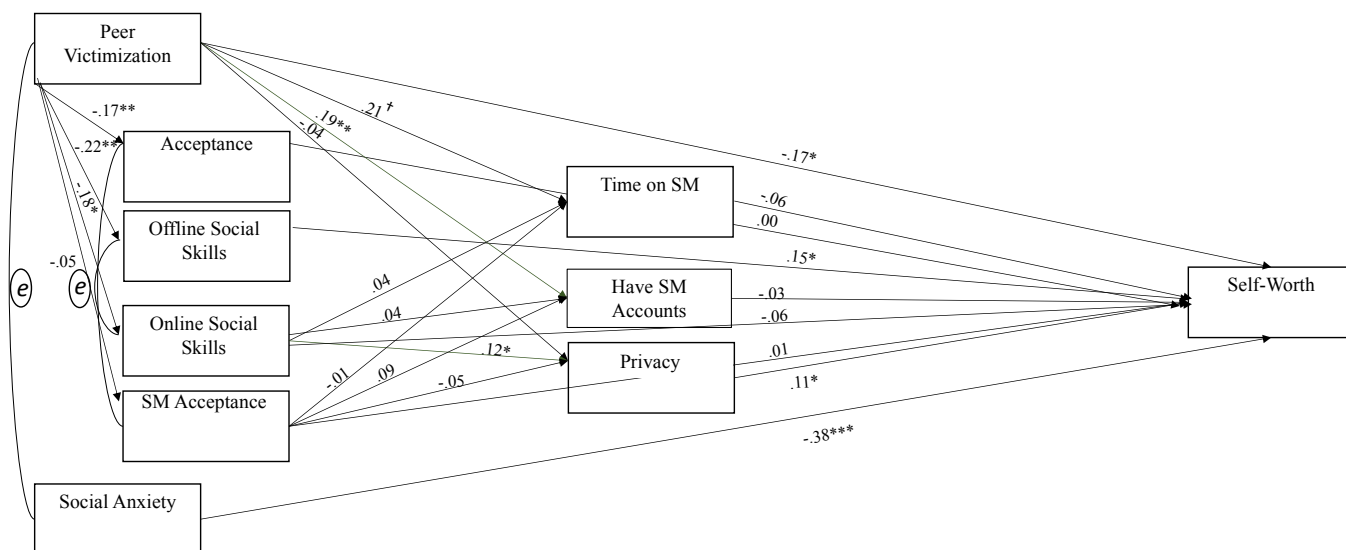 Peer
Victimization
-.17**
-.22**
-.18*
-.05
e
e
Acceptance
Offline Social
Skills
Online Social
Skills
SM Acceptance
Social Anxiety
.21†
.19**
-.04
.04
.04
.12*
-.01
.09
-.05
Time on SM
Have SM
Accounts
Privacy
-.17*
-.06
.00
.15*
-.03
-.06
.01
.11*
-.38***
Self-Worth